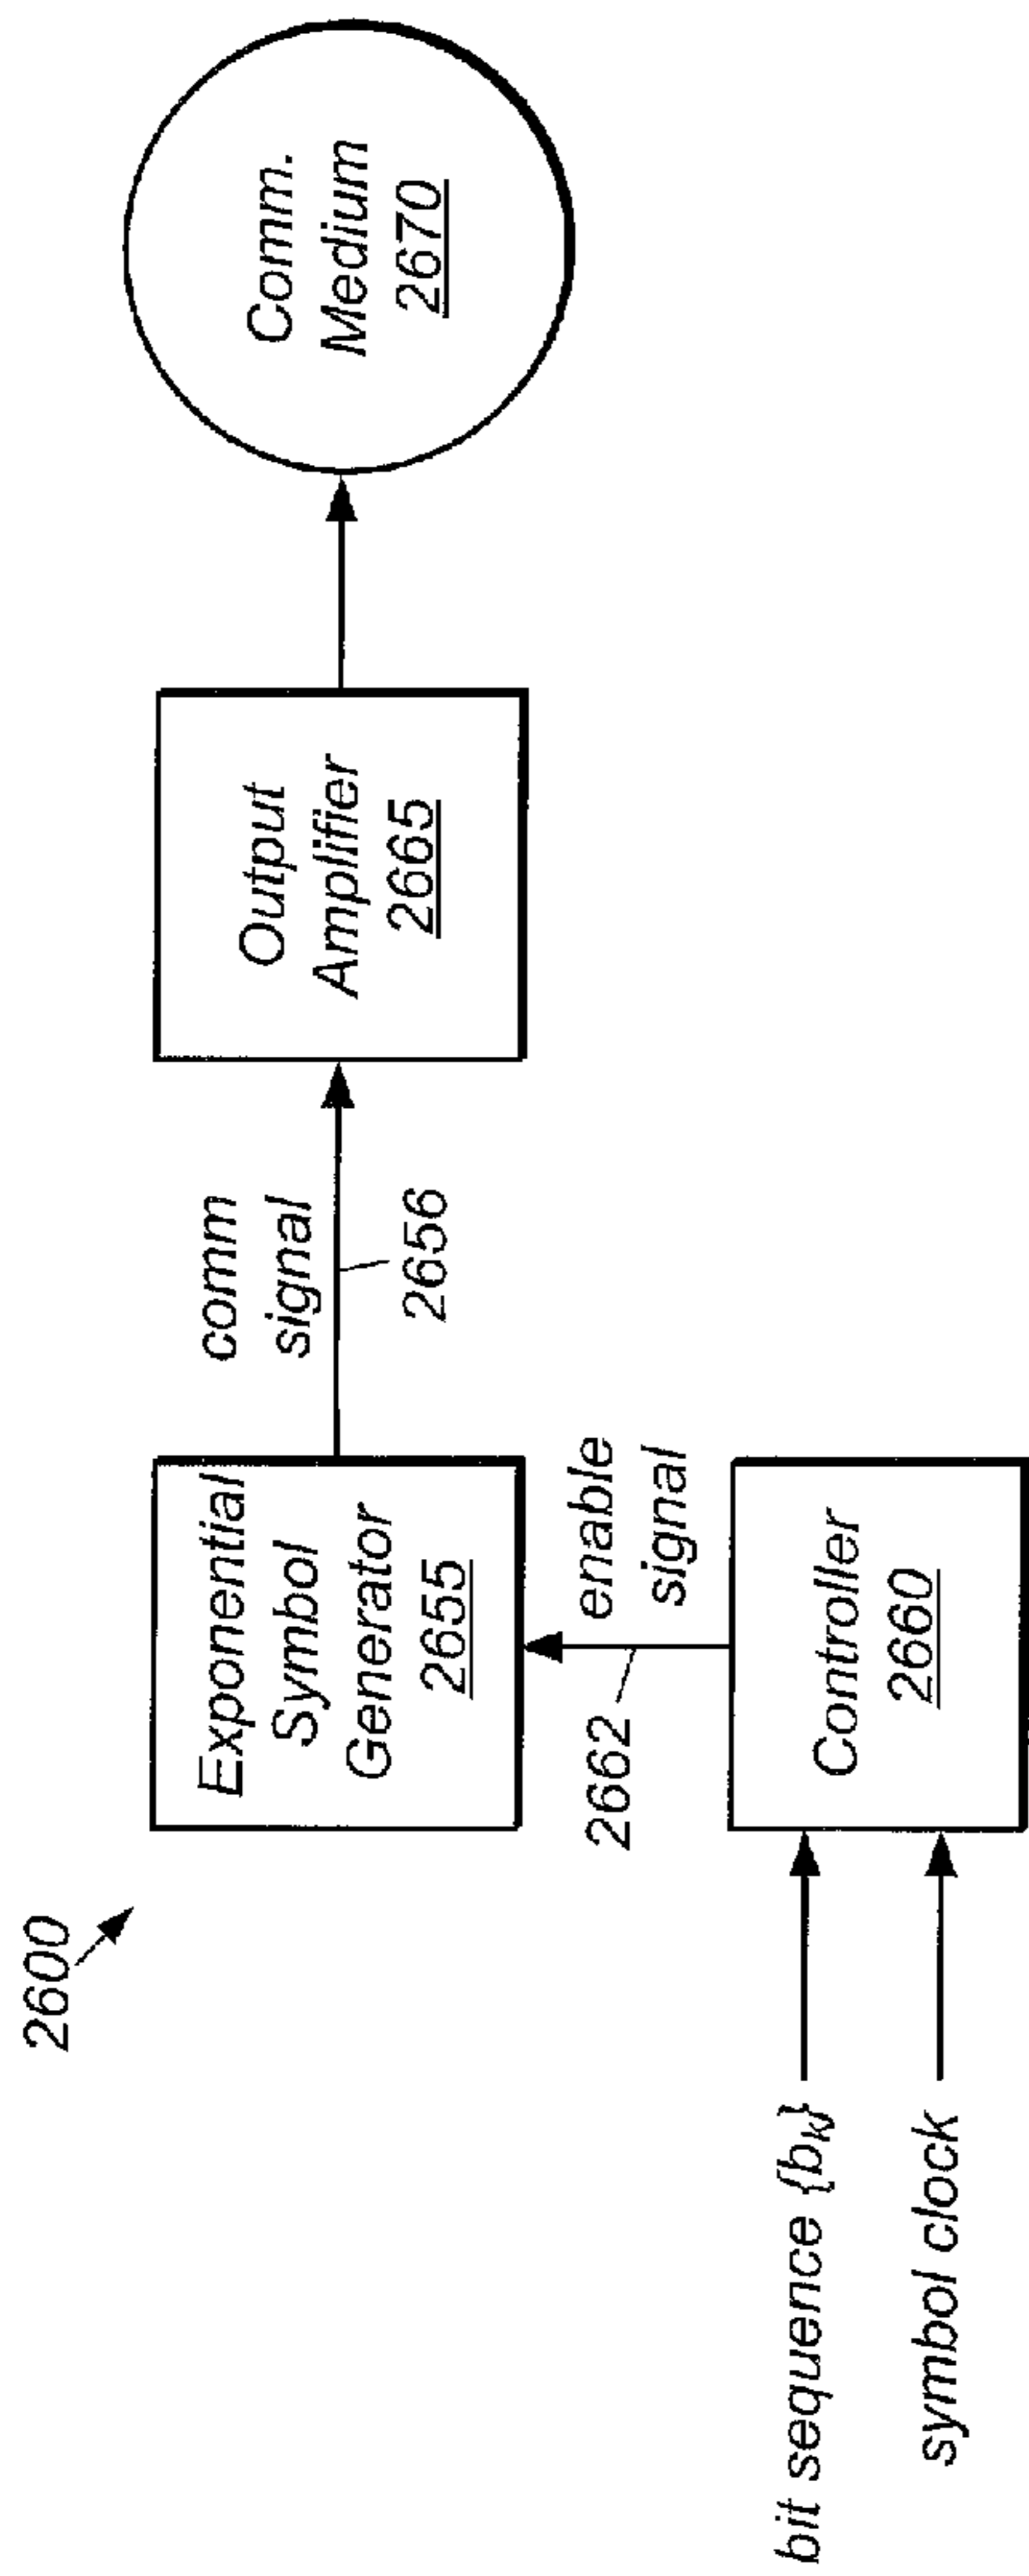 2600
Exponential
Symbol
Generator
2655
comm
signal
2656
Output
Amplifier
2665
Comm.
Medium
2670
2662
enable
signal
bit sequence {bk}
symbol clock
Controller
2660